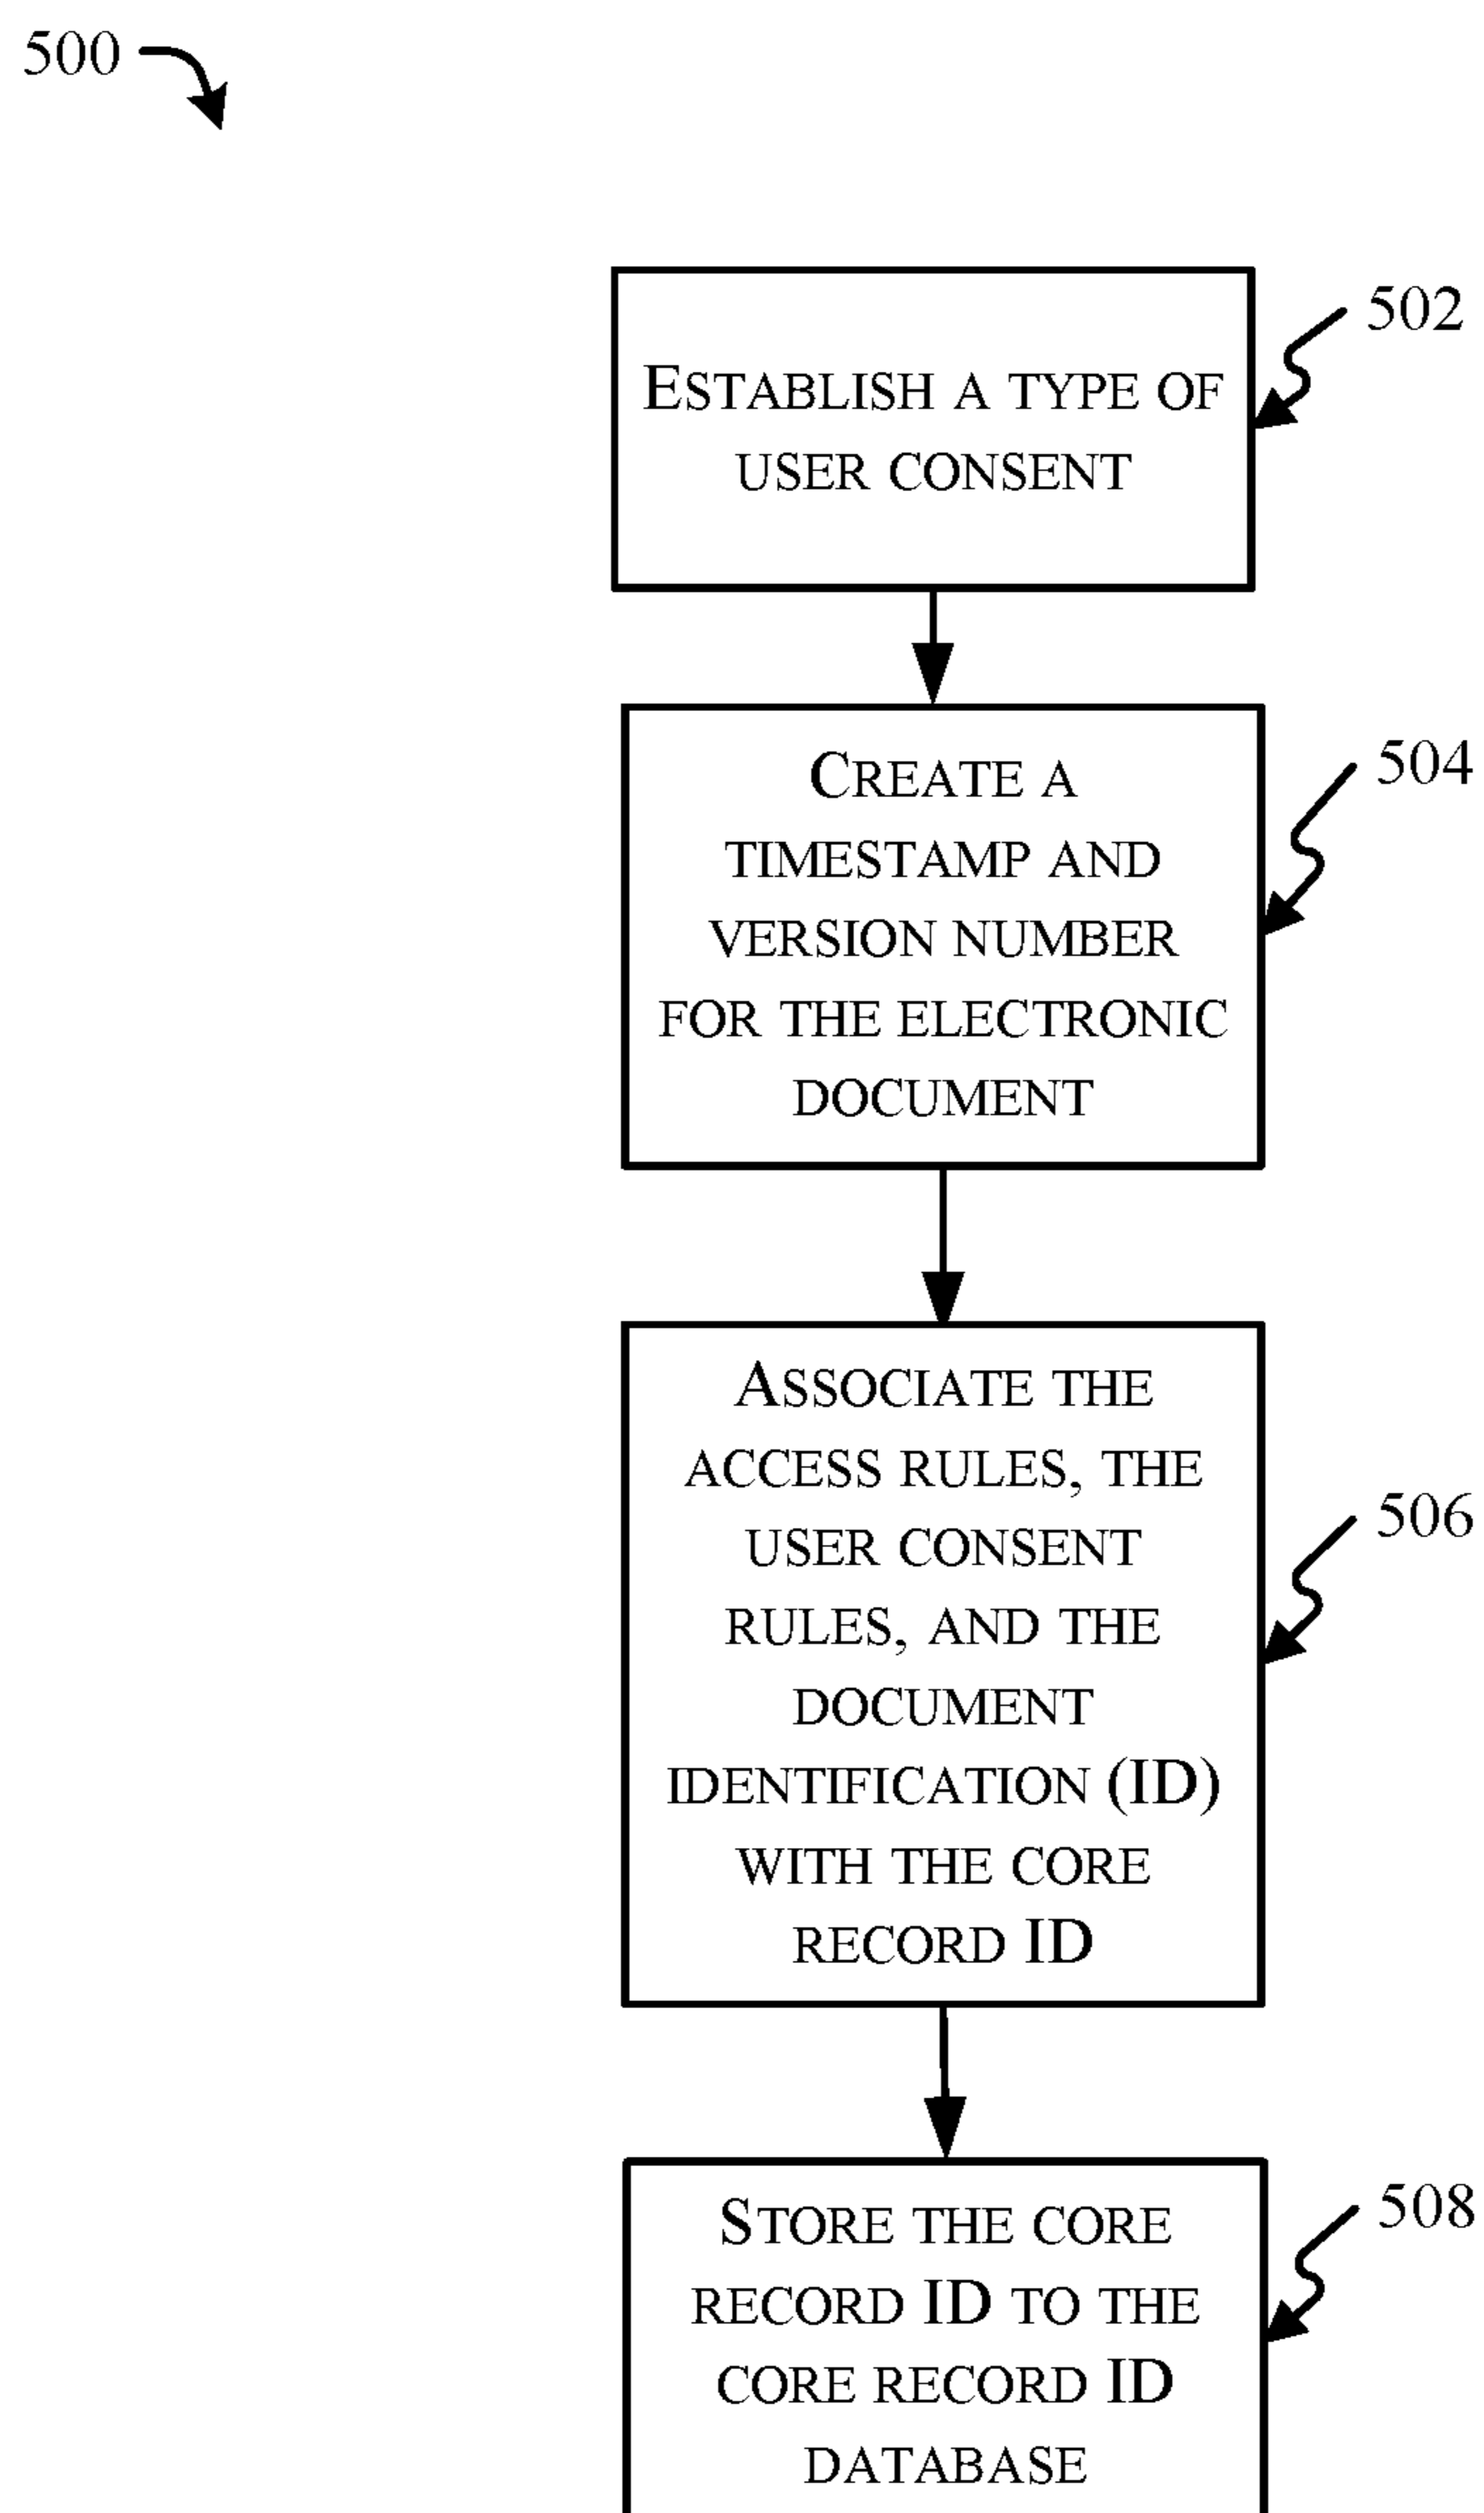 500
502
ESTABLISH A TYPE OF
USER CONSENT
504
CREATE A
TIMESTAMP AND
VERSION NUMBER
FOR THE ELECTRONIC
DOCUMENT
ASSOCIATE THE
ACCESS RULES, THE
506
USER CONSENT
RULES, AND THE
DOCUMENT
IDENTIFICATION (ID)
WITH THE CORE
RECORD ID
508
STORE THE CORE
RECORD ID TO THE
CORE RECORD ID
DATABASE